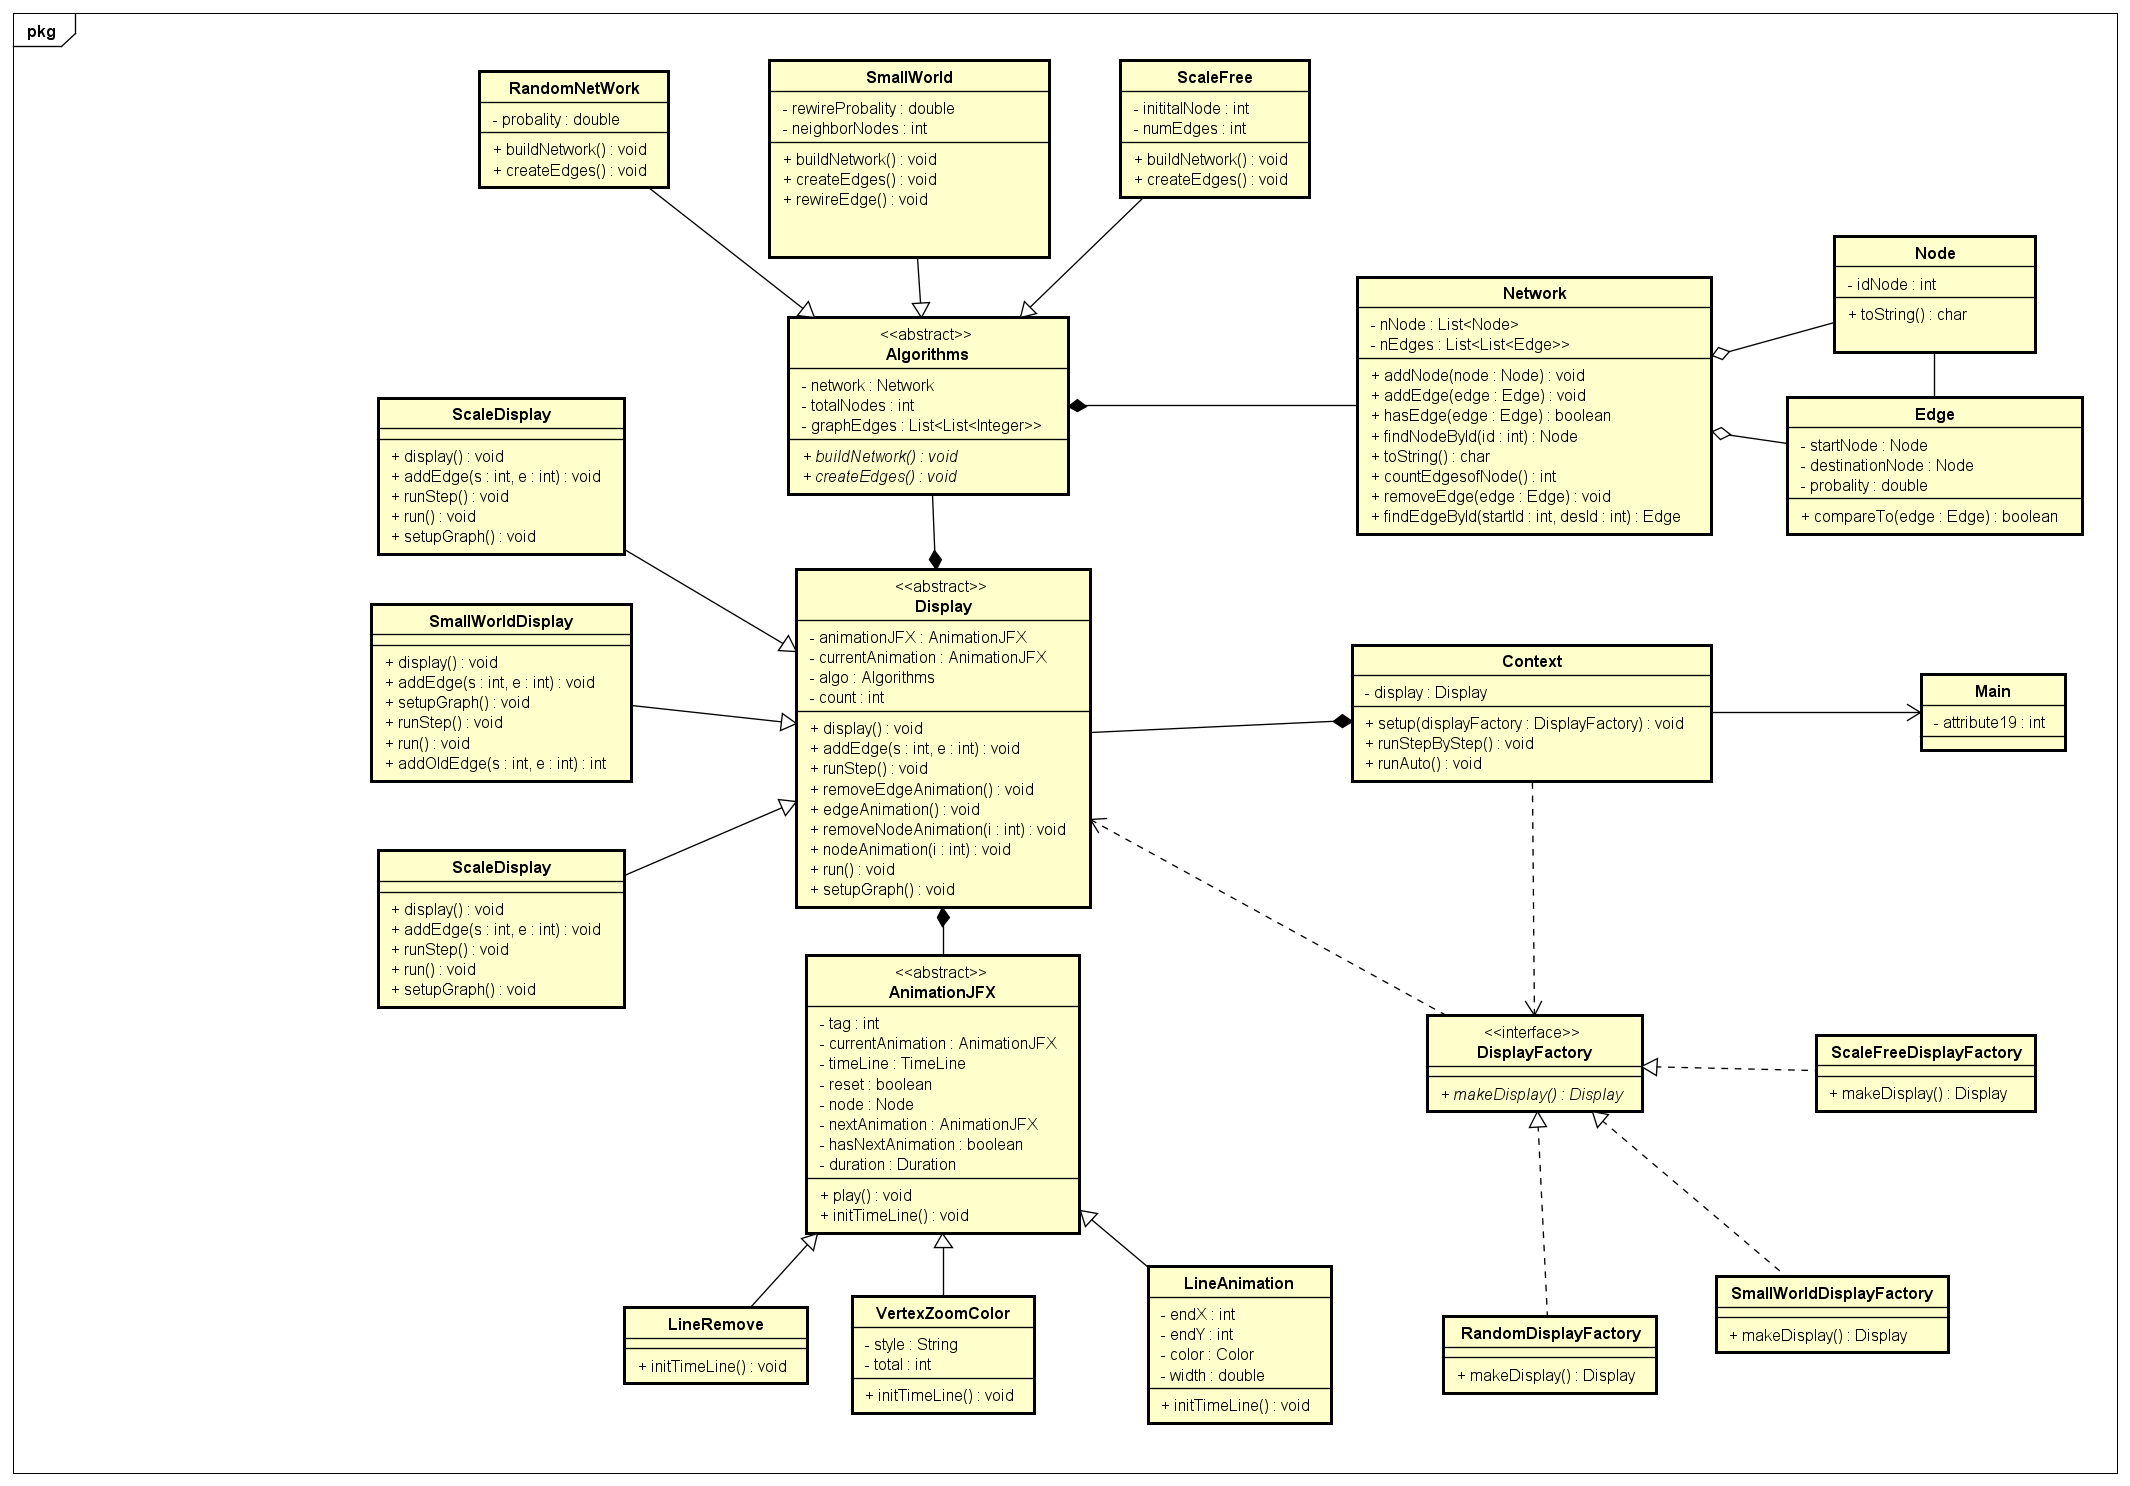 pkg
RandomNetWork
- probality : double
+ buildNetwork() : void
+ createEdges() : void
SmallWorld
- rewireProbality : double
- neighborNodes : int
+ buildNetwork() : void
+ createEdges() : void
+ rewireEdge() : void
ScaleFree
- inititalNode : int
- numEdges : int
+ buildNetwork() : void
+ createEdges() : void
Node
- idNode : int
+ toString() : char
Network
- nNode : List<Node>
- nEdges : List<List<Edge>>
+ addNode(node : Node) : void
+ addEdge(edge : Edge) : void
+ hasEdge(edge : Edge) : boolean
+ findNodeById(id : int) : Node
+ toString() : char
+ countEdgesofNode() : int
+ removeEdge(edge : Edge) : void
+ findEdgeById(startId : int, desId : int) : Edge
<<abstract>>
Algorithms
- network : Network
- totalNodes : int
- graphEdges : List<List<Integer>>
+ buildNetwork() : void
+ createEdges() : void
Edge
- startNode : Node
- destinationNode : Node
- probality : double
+ compareTo(edge : Edge) : boolean
ScaleDisplay
+ display() : void
+ addEdge(s : int, e : int) : void
+ runStep() : void
+ run() : void
+ setupGraph() : void
<<abstract>>
Display
- animationJFX : AnimationJFX
- currentAnimation : AnimationJFX
- algo : Algorithms
- count : int
+ display() : void
+ addEdge(s : int, e : int) : void
+ runStep() : void
+ removeEdgeAnimation() : void
+ edgeAnimation() : void
+ removeNodeAnimation(i : int) : void
+ nodeAnimation(i : int) : void
+ run() : void
+ setupGraph() : void
SmallWorldDisplay
+ display() : void
+ addEdge(s : int, e : int) : void
+ setupGraph() : void
+ runStep() : void
+ run() : void
+ addOldEdge(s : int, e : int) : int
Context
- display : Display
+ setup(displayFactory : DisplayFactory) : void
+ runStepByStep() : void
+ runAuto() : void
Main
- attribute19 : int
ScaleDisplay
+ display() : void
+ addEdge(s : int, e : int) : void
+ runStep() : void
+ run() : void
+ setupGraph() : void
<<abstract>>
AnimationJFX
- tag : int
- currentAnimation : AnimationJFX
- timeLine : TimeLine
- reset : boolean
- node : Node
- nextAnimation : AnimationJFX
- hasNextAnimation : boolean
- duration : Duration
+ play() : void
+ initTimeLine() : void
<<interface>>
DisplayFactory
+ makeDisplay() : Display
ScaleFreeDisplayFactory
+ makeDisplay() : Display
LineRemove
+ initTimeLine() : void
VertexZoomColor
- style : String
- total : int
+ initTimeLine() : void
LineAnimation
- endX : int
- endY : int
- color : Color
- width : double
+ initTimeLine() : void
RandomDisplayFactory
+ makeDisplay() : Display
SmallWorldDisplayFactory
+ makeDisplay() : Display